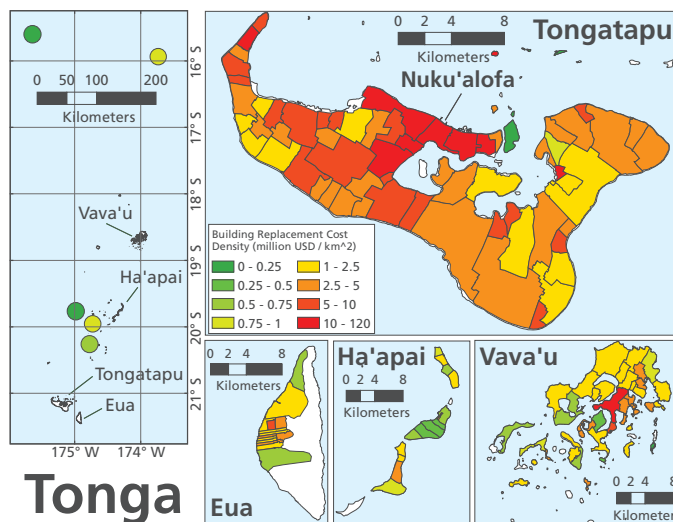 0 50 100 200
Kilometers
16°S
17°S
18°S
19°S
20°S
21°S
175°W 174°W
Vava'u
Ha'apai
Tongatapu
Eua
Tonga
0 2 4 8
Kilometers
Tongatapu
Nuku'alofa
Building Replacement Cost
Density (million USD / km^2)
0 - 0.25
0.25 - 0.5
0.5 - 0.75
0.75 - 1
1 - 2.5
2.5 - 5
5 - 10
10 - 120
0 2 4 8
Kilometers
Eua
Ha'apai
0 2 4 8
Kilometers
Vava'u
0 2 4 8
Kilometers